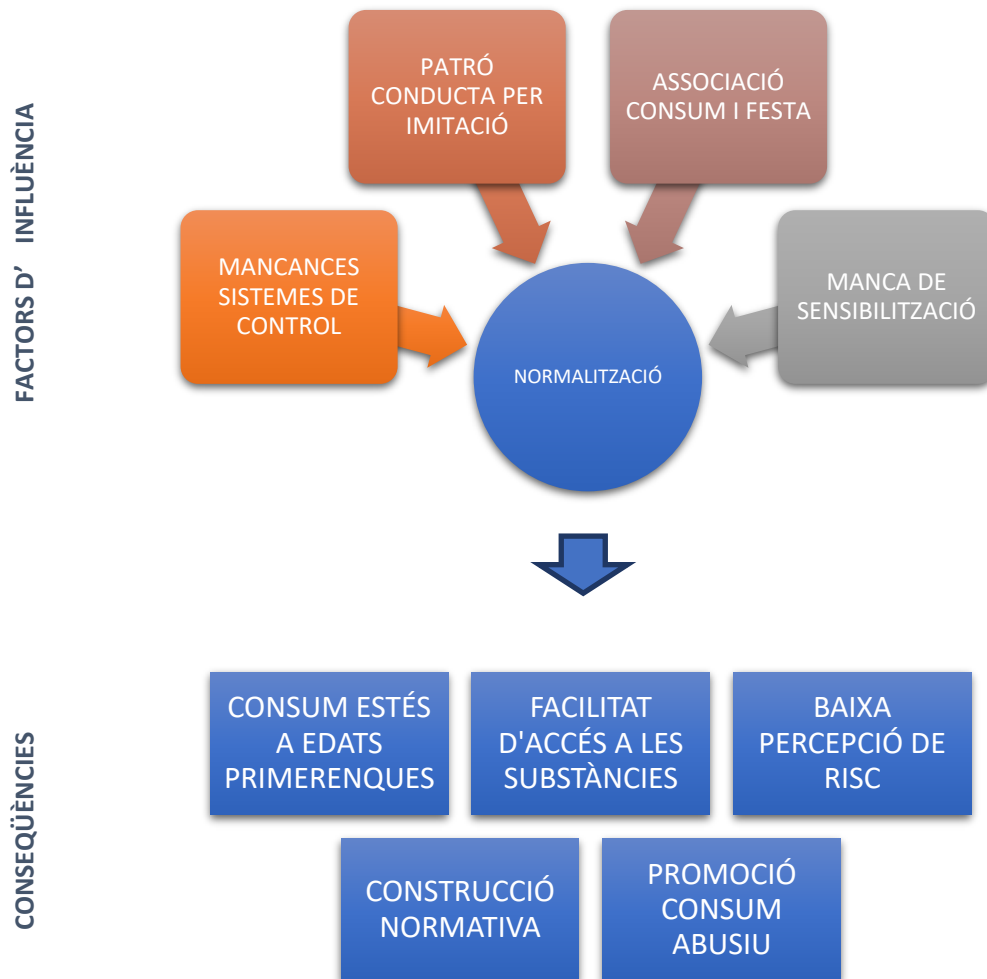 FACTORS D’ INFLUÈNCIA
PATRÓ
CONDUCTA PER
IMITACIÓ
ASSOCIACIÓ
CONSUM I FESTA
MANCANCES
SISTEMES DE
CONTROL
MANCA DE
SENSIBILITZACIÓ
NORMALITZACIÓ
CONSEQÜÈNCIES
CONSUM ESTÉS
A EDATS
PRIMERENQUES
FACILITAT
D'ACCÉS A LES
SUBSTÀNCIES
BAIXA
PERCEPCIÓ DE
RISC
CONSTRUCCIÓ
NORMATIVA
PROMOCIÓ
CONSUM
ABUSIU